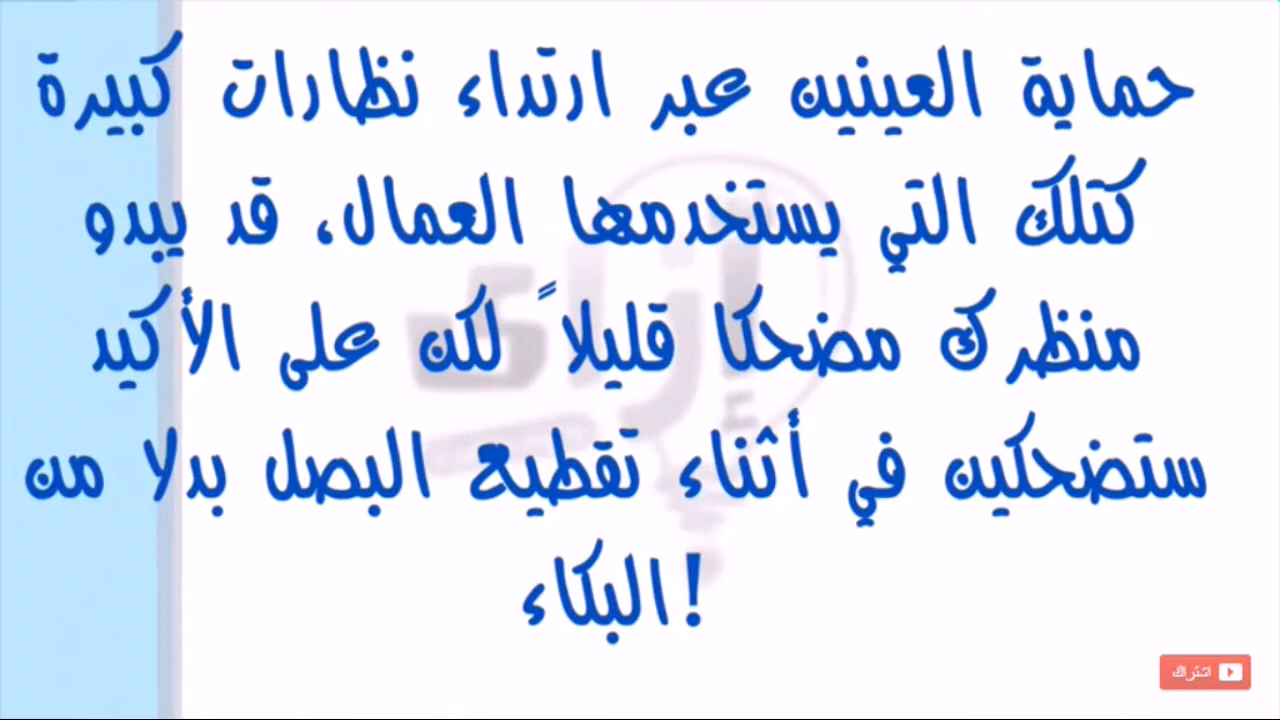 حماية العينين عبر ارتداء نظارات كبيرة
كتلك التي يستخدمها العمال، قد يبدو
منظرك مضحكا قليلاً لكن على الأكيد
ستضحكين في أثناء تقطيع البصل بدلا من
البكاء!
اشتراك